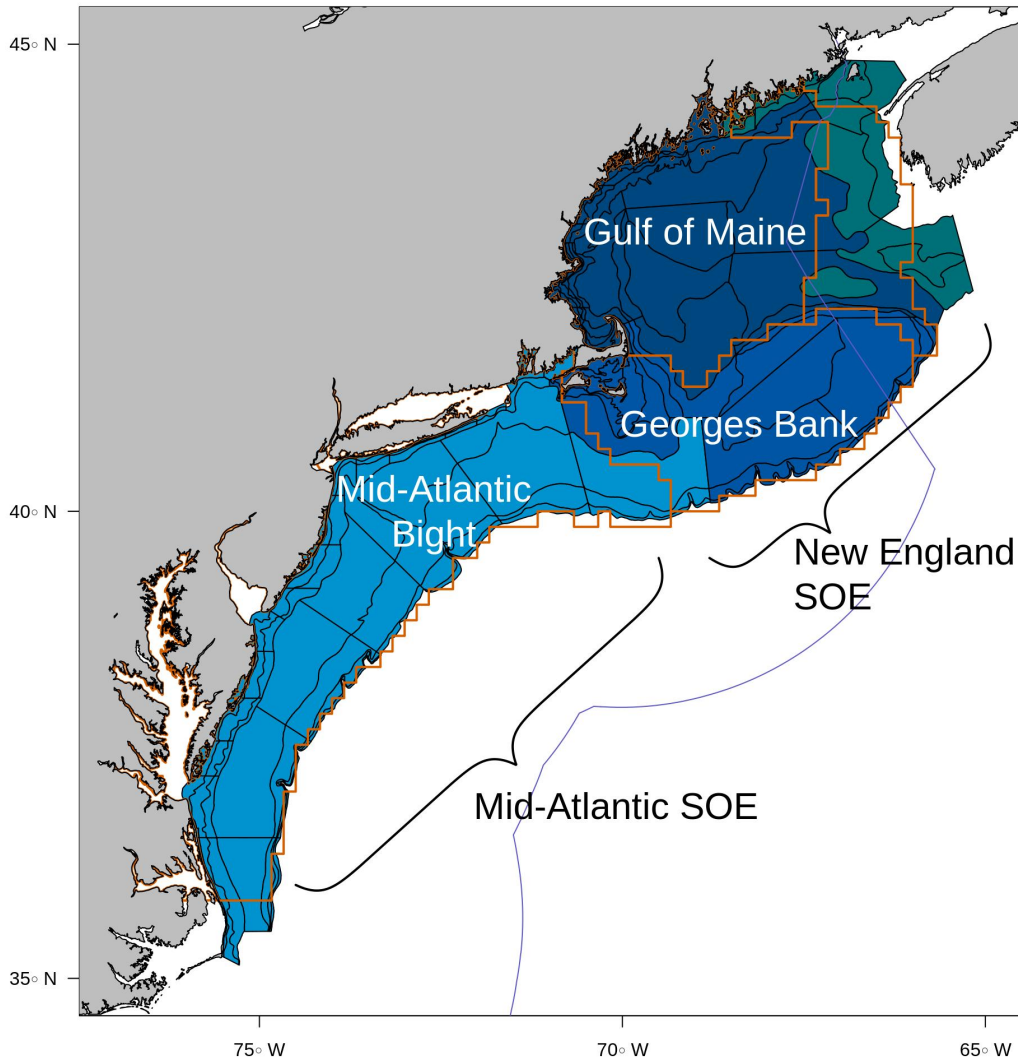 45○ N
Gulf of Maine
Georges Bank
Mid-Atlantic
Bight
40○ N
New England
SOE
Mid-Atlantic SOE
35○ N
75○ W
70○ W
65○ W